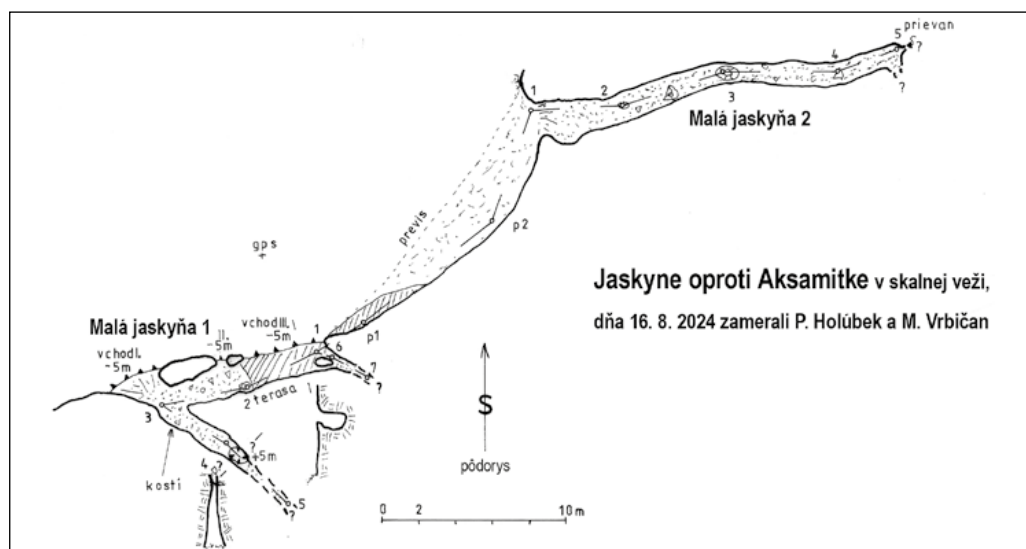 5 prievan
?
4
1
2
3
?
Malá jaskyňa 2
previs
p2
gps
Jaskyne oproti Aksamitke v skalnej veži,
dňa 16. 8. 2024 zamerali P. Holúbek a M. Vrbičan
Malá jaskyňa 1
vchod III.
-5m
1
p1
II.
-5m
vchod I.
-5m
6
?
2 terasa
3
S
?
+5m
pôdorys
kosti
4 ?
5
?
0 2 10 m